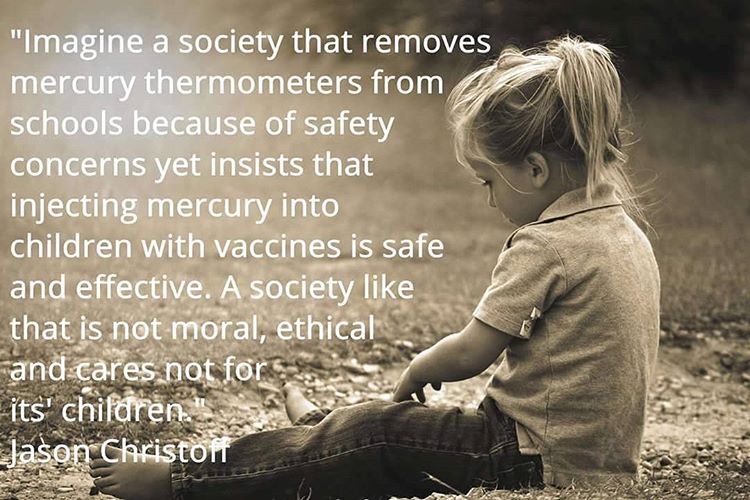 "Imagine a society that removes
mercury thermometers from
schools because of safety
concerns yet insists that
injecting mercury into
children with vaccines is safe
and effective. A society like
that is not moral, ethical
and cares not for
its' children."
Jason Christoff